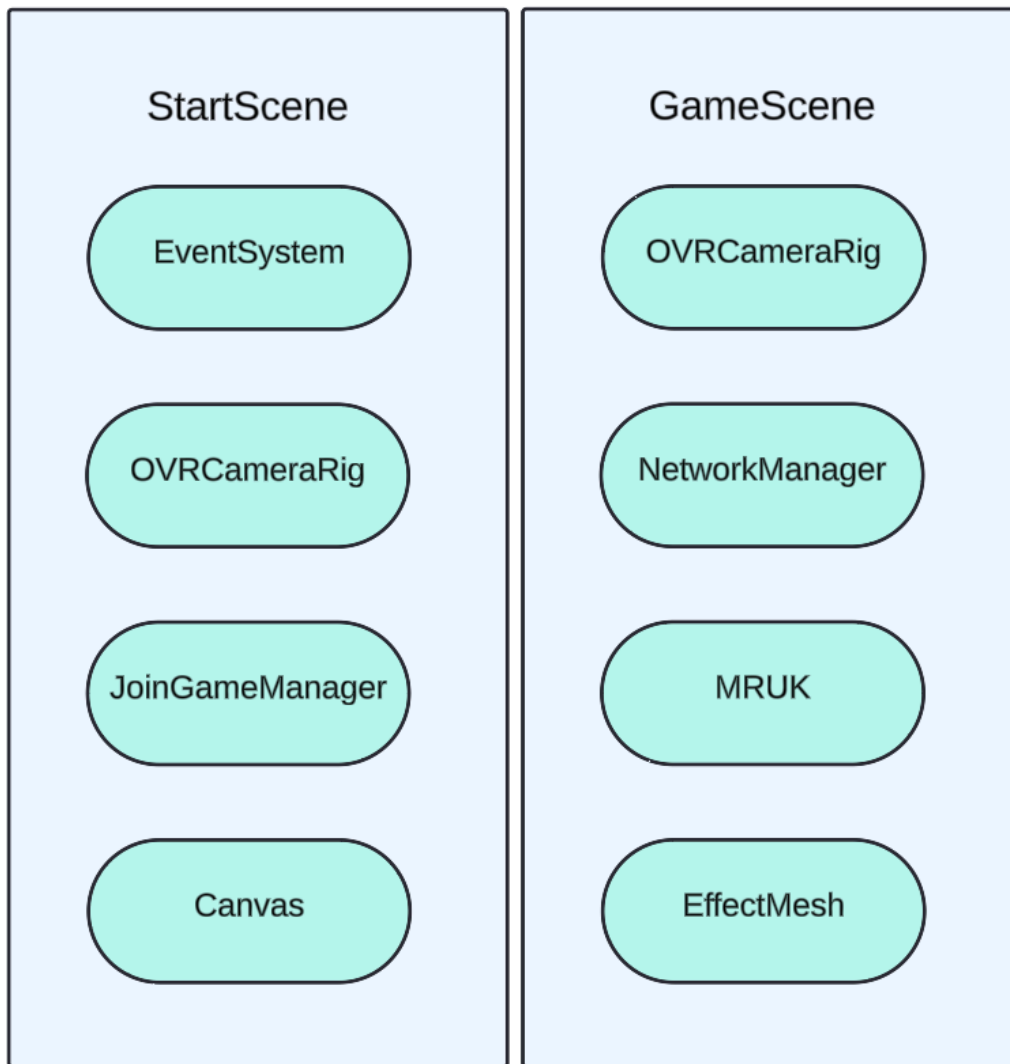 StartScene
EventSystem
OVRCameraRig
JoinGameManager
Canvas
GameScene
OVRCameraRig
NetworkManager
MRUK
EffectMesh